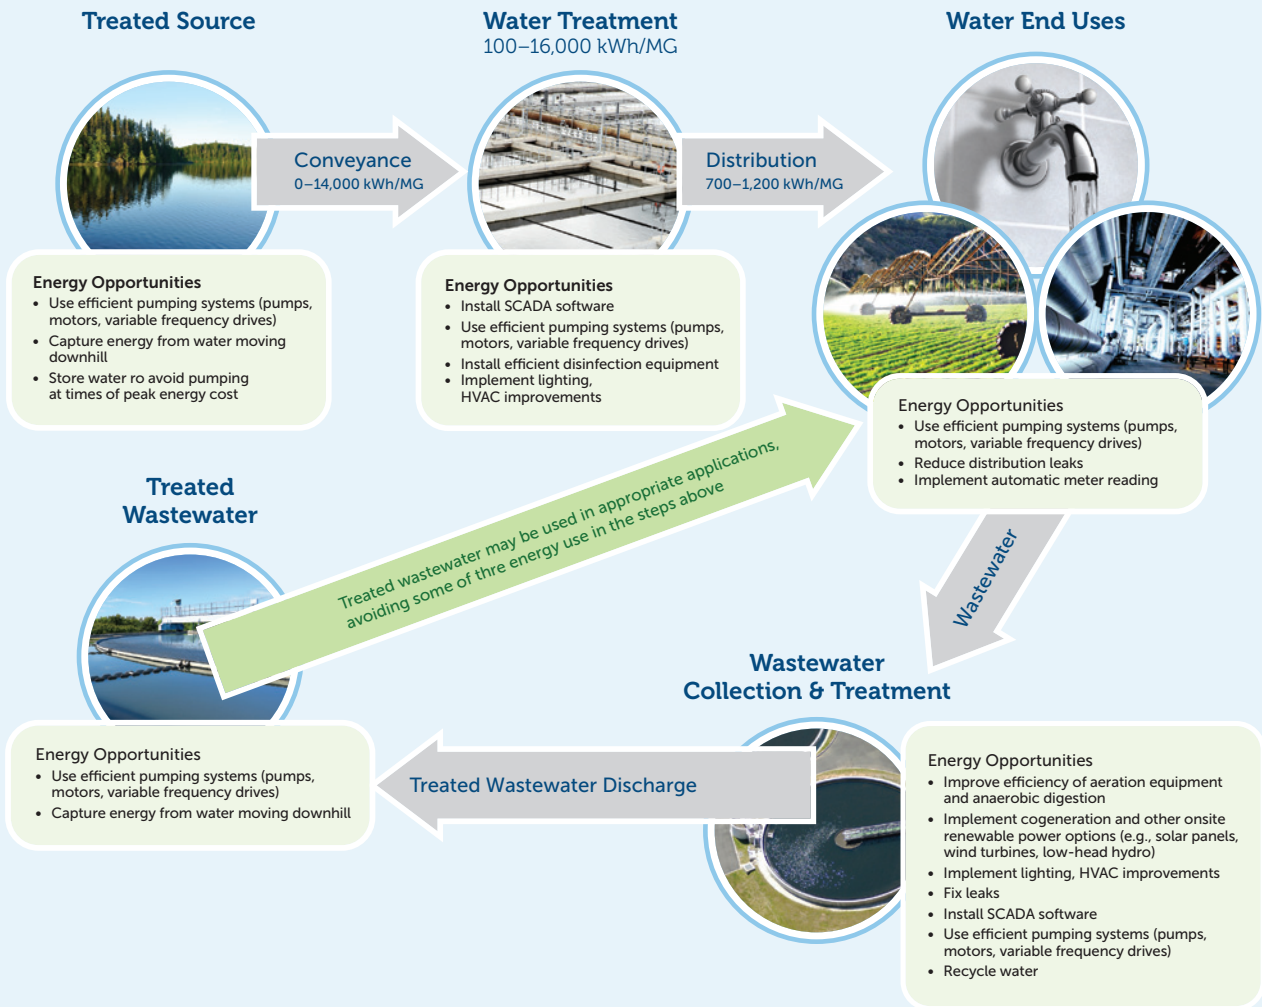 Treated Source
Conveyance
0–14,000 kWh/MG
Energy Opportunities
• Use efficient pumping systems (pumps,
motors, variable frequency drives)
• Capture energy from water moving
downhill
• Store water ro avoid pumping
at times of peak energy cost
Water Treatment
100–16,000 kWh/MG
Distribution
700–1,200 kWh/MG
Energy Opportunities
• Install SCADA software
• Use efficient pumping systems (pumps,
motors, variable frequency drives)
• Install efficient disinfection equipment
• Implement lighting,
HVAC improvements
Water End Uses
Energy Opportunities
• Use efficient pumping systems (pumps,
motors, variable frequency drives)
• Reduce distribution leaks
• Implement automatic meter reading
Wastewater
Wastewater
Collection & Treatment
Energy Opportunities
• Improve efficiency of aeration equipment
and anaerobic digestion
• Implement cogeneration and other onsite
renewable power options (e.g., solar panels,
wind turbines, low-head hydro)
• Implement lighting, HVAC improvements
• Fix leaks
• Install SCADA software
• Use efficient pumping systems (pumps,
motors, variable frequency drives)
• Recycle water
Treated Wastewater Discharge
Treated
Wastewater
Energy Opportunities
• Use efficient pumping systems (pumps,
motors, variable frequency drives)
• Capture energy from water moving downhill
Treated wastewater may be used in appropriate applications,
avoiding some of thre energy use in the steps above